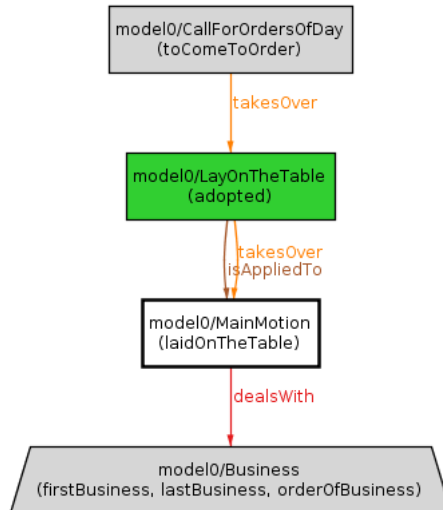 model0/CallForOrdersOfDay
(toComeToOrder)
takesOver
model0/LayOnTheTable
(adopted)
takesOver
isAppliedTo
model0/MainMotion
(laidOnTheTable)
dealsWith
model0/Business
(firstBusiness, lastBusiness, orderOfBusiness)